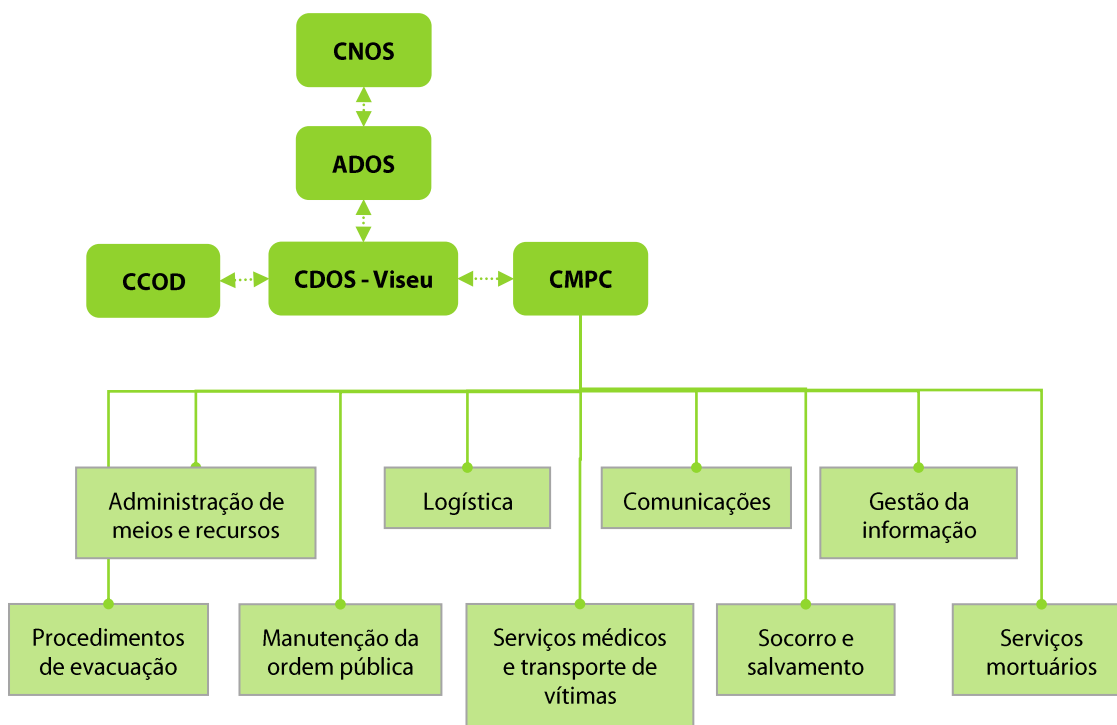 CNOS
ADOS
CCOD
CDOS - Viseu
CMPC
Administração de
meios e recursos
Logística
Comunicações
Gestão da
informação
Procedimentos
de evacuação
Manutenção da
ordem pública
Serviços médicos
e transporte de
vítimas
Socorro e
salvamento
Serviços
mortuários